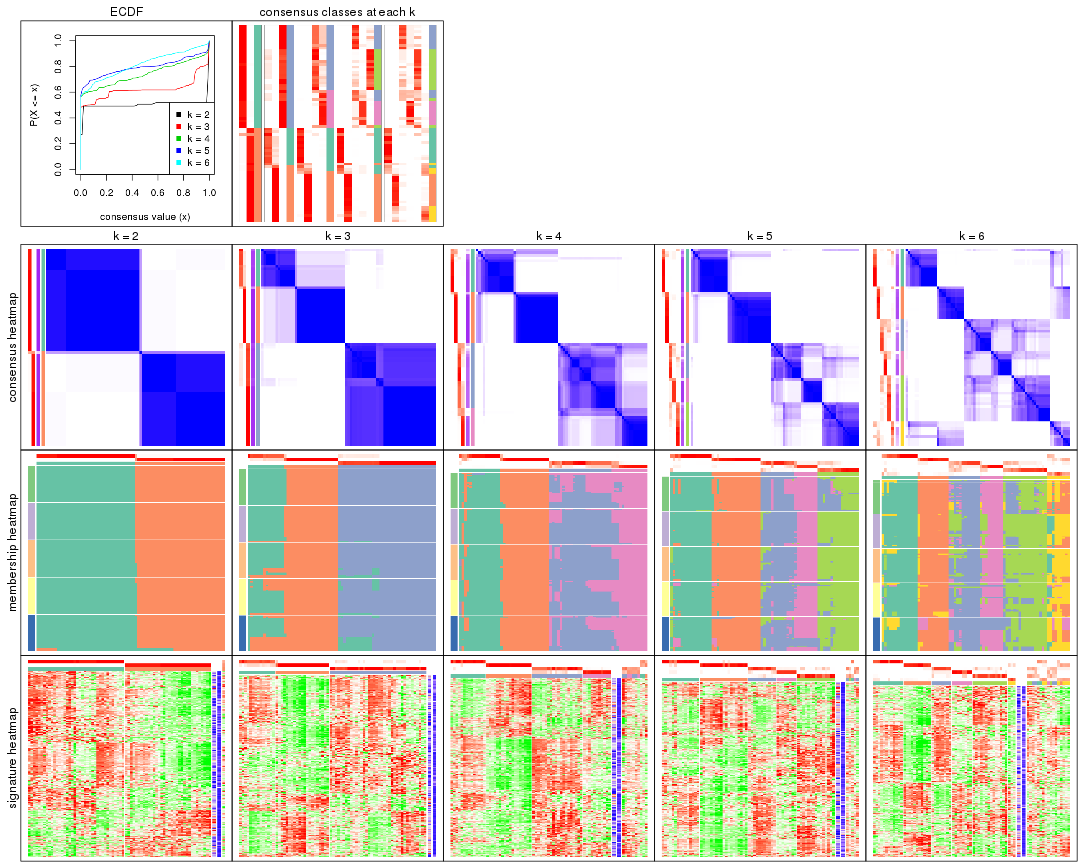 ECDF
consensus classes at each k
P(X <= x)
1.0
0.8
0.6
0.4
0.2
0.0
k = 2
k = 3
k = 4
k = 5
k = 6
0.0 0.2 0.4 0.6 0.8 1.0
consensus value (x)
k = 2
k = 3
k = 4
k = 5
k = 6
consensus heatmap
membership heatmap
signature heatmap